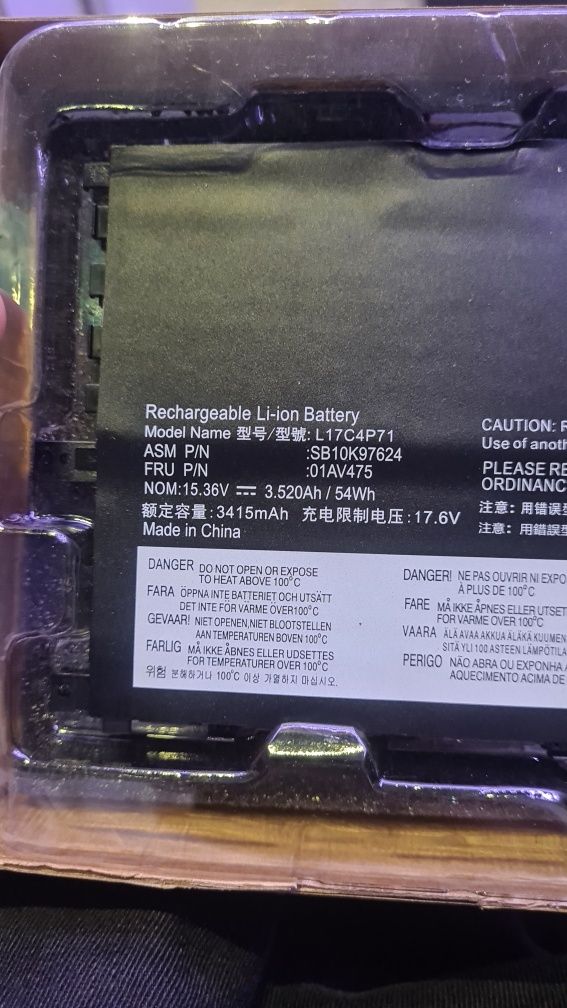 Rechargeable Li-ion Battery
Model Name 型号/型號: L17C4P71
ASM P/N :SB10K97624
FRU P/N :01AV475
NOM:15.36V ⎓ 3.520Ah / 54Wh
额定容量:3415mAh 充电限制电压:17.6V
Made in China
CAUTION: R
Use of anoth
PLEASE RE
ORDINANC
注意: 用錯誤型
注意: 用错误型
DANGER DO NOT OPEN OR EXPOSE
TO HEAT ABOVE 100°C
FARA ÖPPNA INTE BATTERIET OCH UTSÄTT
DET INTE FÖR VÄRME ÖVER100°C
GEVAAR! NIET OPENEN,NIET BLOOTSTELLEN
AAN TEMPERATUREN BOVEN 100°C
FARLIG MÅ IKKE ÅBNES ELLER UDSETTES
FOR TEMPERATURER OVER 100°C
위험 분해하거나 100°C 이상 가열하지 마십시오.
DANGER! NE PAS OUVRIR NI EXPO
À PLUS DE 100°C
FARE MÅ IKKE ÅPNES ELLER UTSET
FOR VARME OVER 100°C
VAARA ÄLÄ AVAA AKKUA ÄLÄKÄ KUUMEN
SITÄ YLI 100 ASTEEN LÄMPÖTILA
PERIGO NÃO ABRA OU EXPONHA A
AQUECIMENTO ACIMA DE